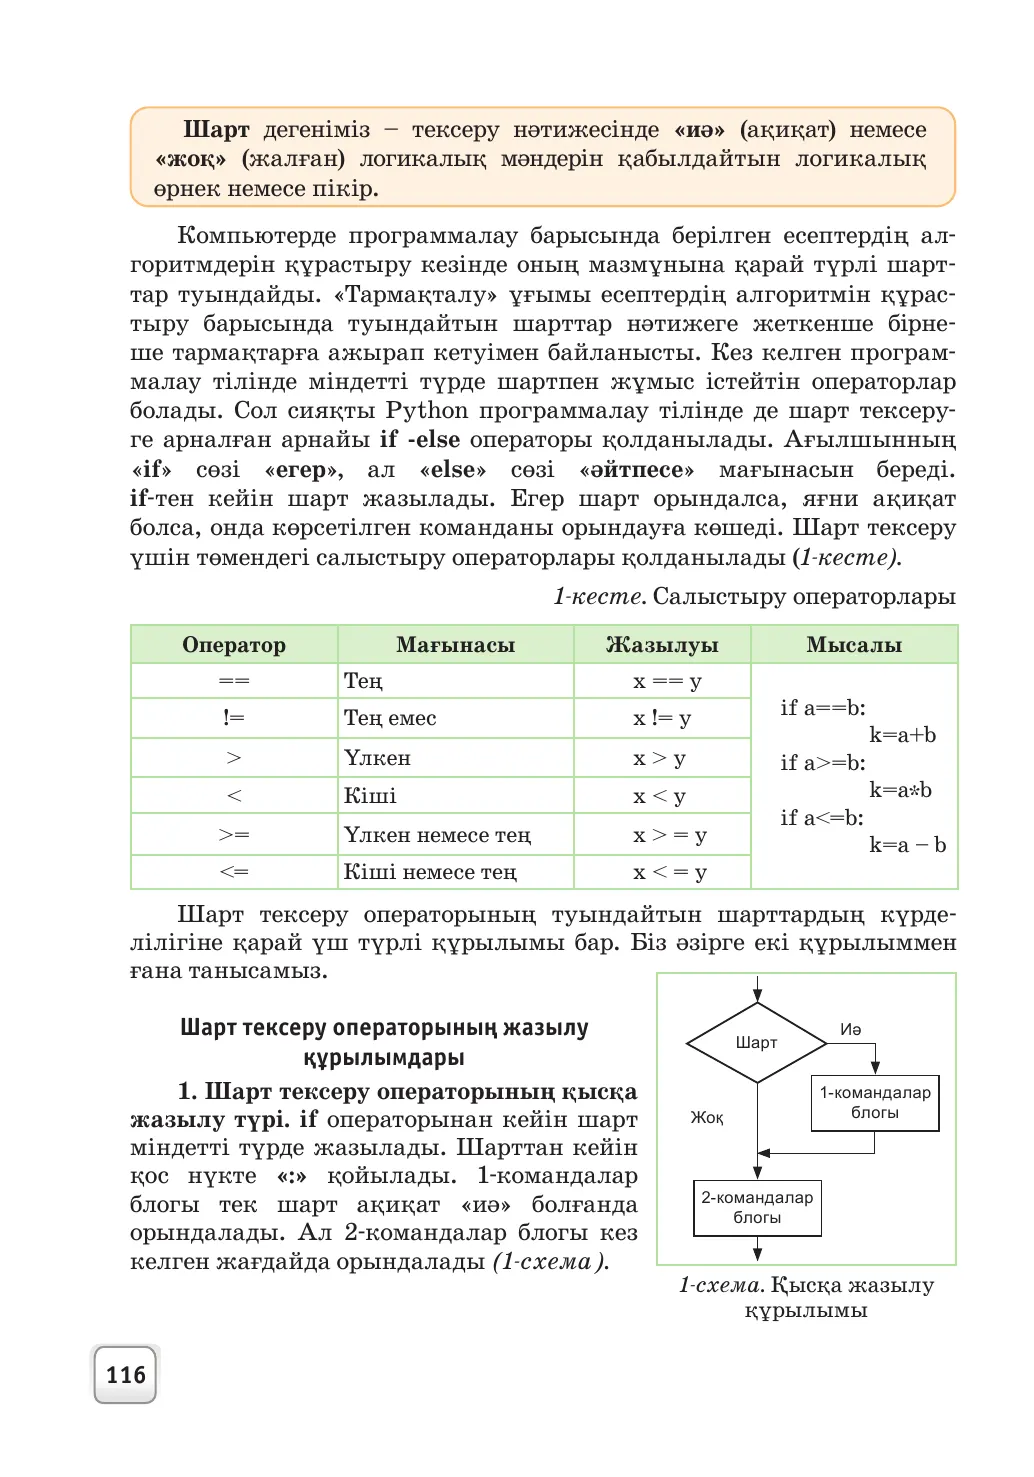 Шарт дегеніміз – тексеру нәтижесінде «иә» (ақиқат) немесе
«жоқ» (жалған) логикалық мәндерін қабылдайтын логикалық
өрнек немесе пікір.
Компьютерде программалау барысында берілген есептердің ал-
горитмдерін құрастыру кезінде оның мазмұнына қарай түрлі шарт-
тар туындайды. «Тармақталу» ұғымы есептердің алгоритмін құрас-
тыру барысында туындайтын шарттар нәтижеге жеткенше бірне-
ше тармақтарға ажырап кетуімен байланысты. Кез келген програм-
малау тілінде міндетті түрде шартпен жұмыс істейтін операторлар
болады. Сол сияқты Python программалау тілінде де шарт тексеру-
ге арналған арнайы if -else операторы қолданылады. Ағылшынның
«if» сөзі «егер», ал «else» сөзі «әйтпесе» мағынасын береді.
if-тен кейін шарт жазылады. Егер шарт орындалса, яғни ақиқат
болса, онда көрсетілген команданы орындауға көшеді. Шарт тексеру
үшін төмендегі салыстыру операторлары қолданылады (1-кесте).
1-кесте. Салыстыру операторлары
Оператор Мағынасы Жазылуы Мысалы
== Тең x == y
!= Тең емес x != y
> Үлкен x > y
< Кіші x < y
>= Үлкен немесе тең x > = y
<= Кіші немесе тең x < = y
if a==b:
k=a+b
if a>=b:
k=a*b
if a<=b:
k=a – b
Шарт тексеру операторының туындайтын шарттардың күрде-
лілігіне қарай үш түрлі құрылымы бар. Біз әзірге екі құрылыммен
ғана танысамыз.
Шарт тексеру операторының жазылу
құрылымдары
1. Шарт тексеру операторының қысқа
жазылу түрі. if операторынан кейін шарт
міндетті түрде жазылады. Шарттан кейін
қос нүкте «:» қойылады. 1-командалар
блогы тек шарт ақиқат «иә» болғанда
орындалады. Ал 2-командалар блогы кез
келген жағдайда орындалады (1-схема).
Шарт
Иә
1-командалар
блогы
Жоқ
2-командалар
блогы
1-схема. Қысқа жазылу
құрылымы
116